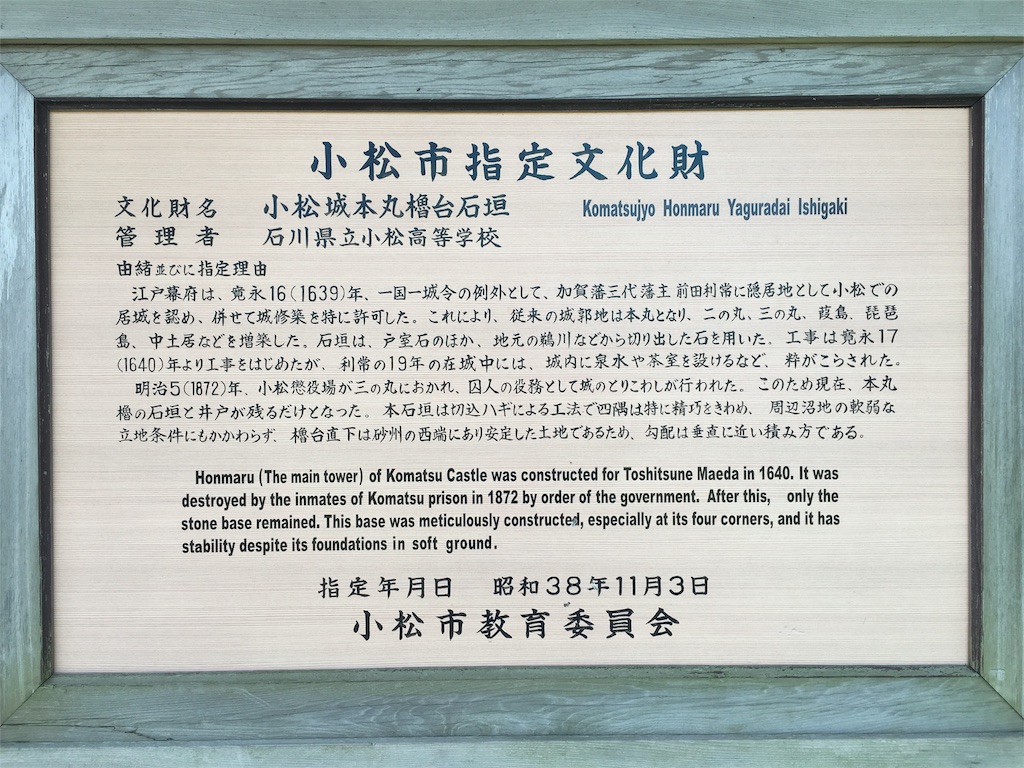 小松市指定文化財
文化財名 小松城本丸櫓台石垣 Komatsujyo Honmaru Yaguradai Ishigaki
管理者 石川県立小松高等学校
由緒並びに指定理由
江戸幕府は、寛永16(1639)年、一国一城令の例外として、加賀藩三代藩主前田利常に隠居地として小松での
居城を認め、併せて城修築を特に許可した。これにより、従来の城郭地は本丸となり、二の丸、三の丸、葭島、琵琶
島、中土居などを増築した。石垣は、戸室石のほか、地元の鵜川などから切り出した石を用いた。工事は寛永17
(1640)年より工事をはじめたが、利常の19年の在城中には、城内に泉水や茶室を設けるなど、粋がこらされた。
明治5(1872)年、小松懲役場が三の丸におかれ、囚人の役務として城のとりこわしが行われた。このため現在、本丸
櫓の石垣と井戸が残るだけとなった。本石垣は切込ハギによる工法で四隅は特に精巧をきわめ、周辺沼地の軟弱な
立地条件にもかかわらず、櫓台直下は砂州の西端にあり安定した土地であるため、勾配は垂直に近い積み方である。
Honmaru (The main tower) of Komatsu Castle was constructed for Toshitsune Maeda in 1640. It was
destroyed by the inmates of Komatsu prison in 1872 by order of the government. After this, only the
stone base remained. This base was meticulously constructed, especially at its four corners, and it has
stability despite its foundations in soft ground.
指定年月日 昭和38年11月3日
小松市教育委員会